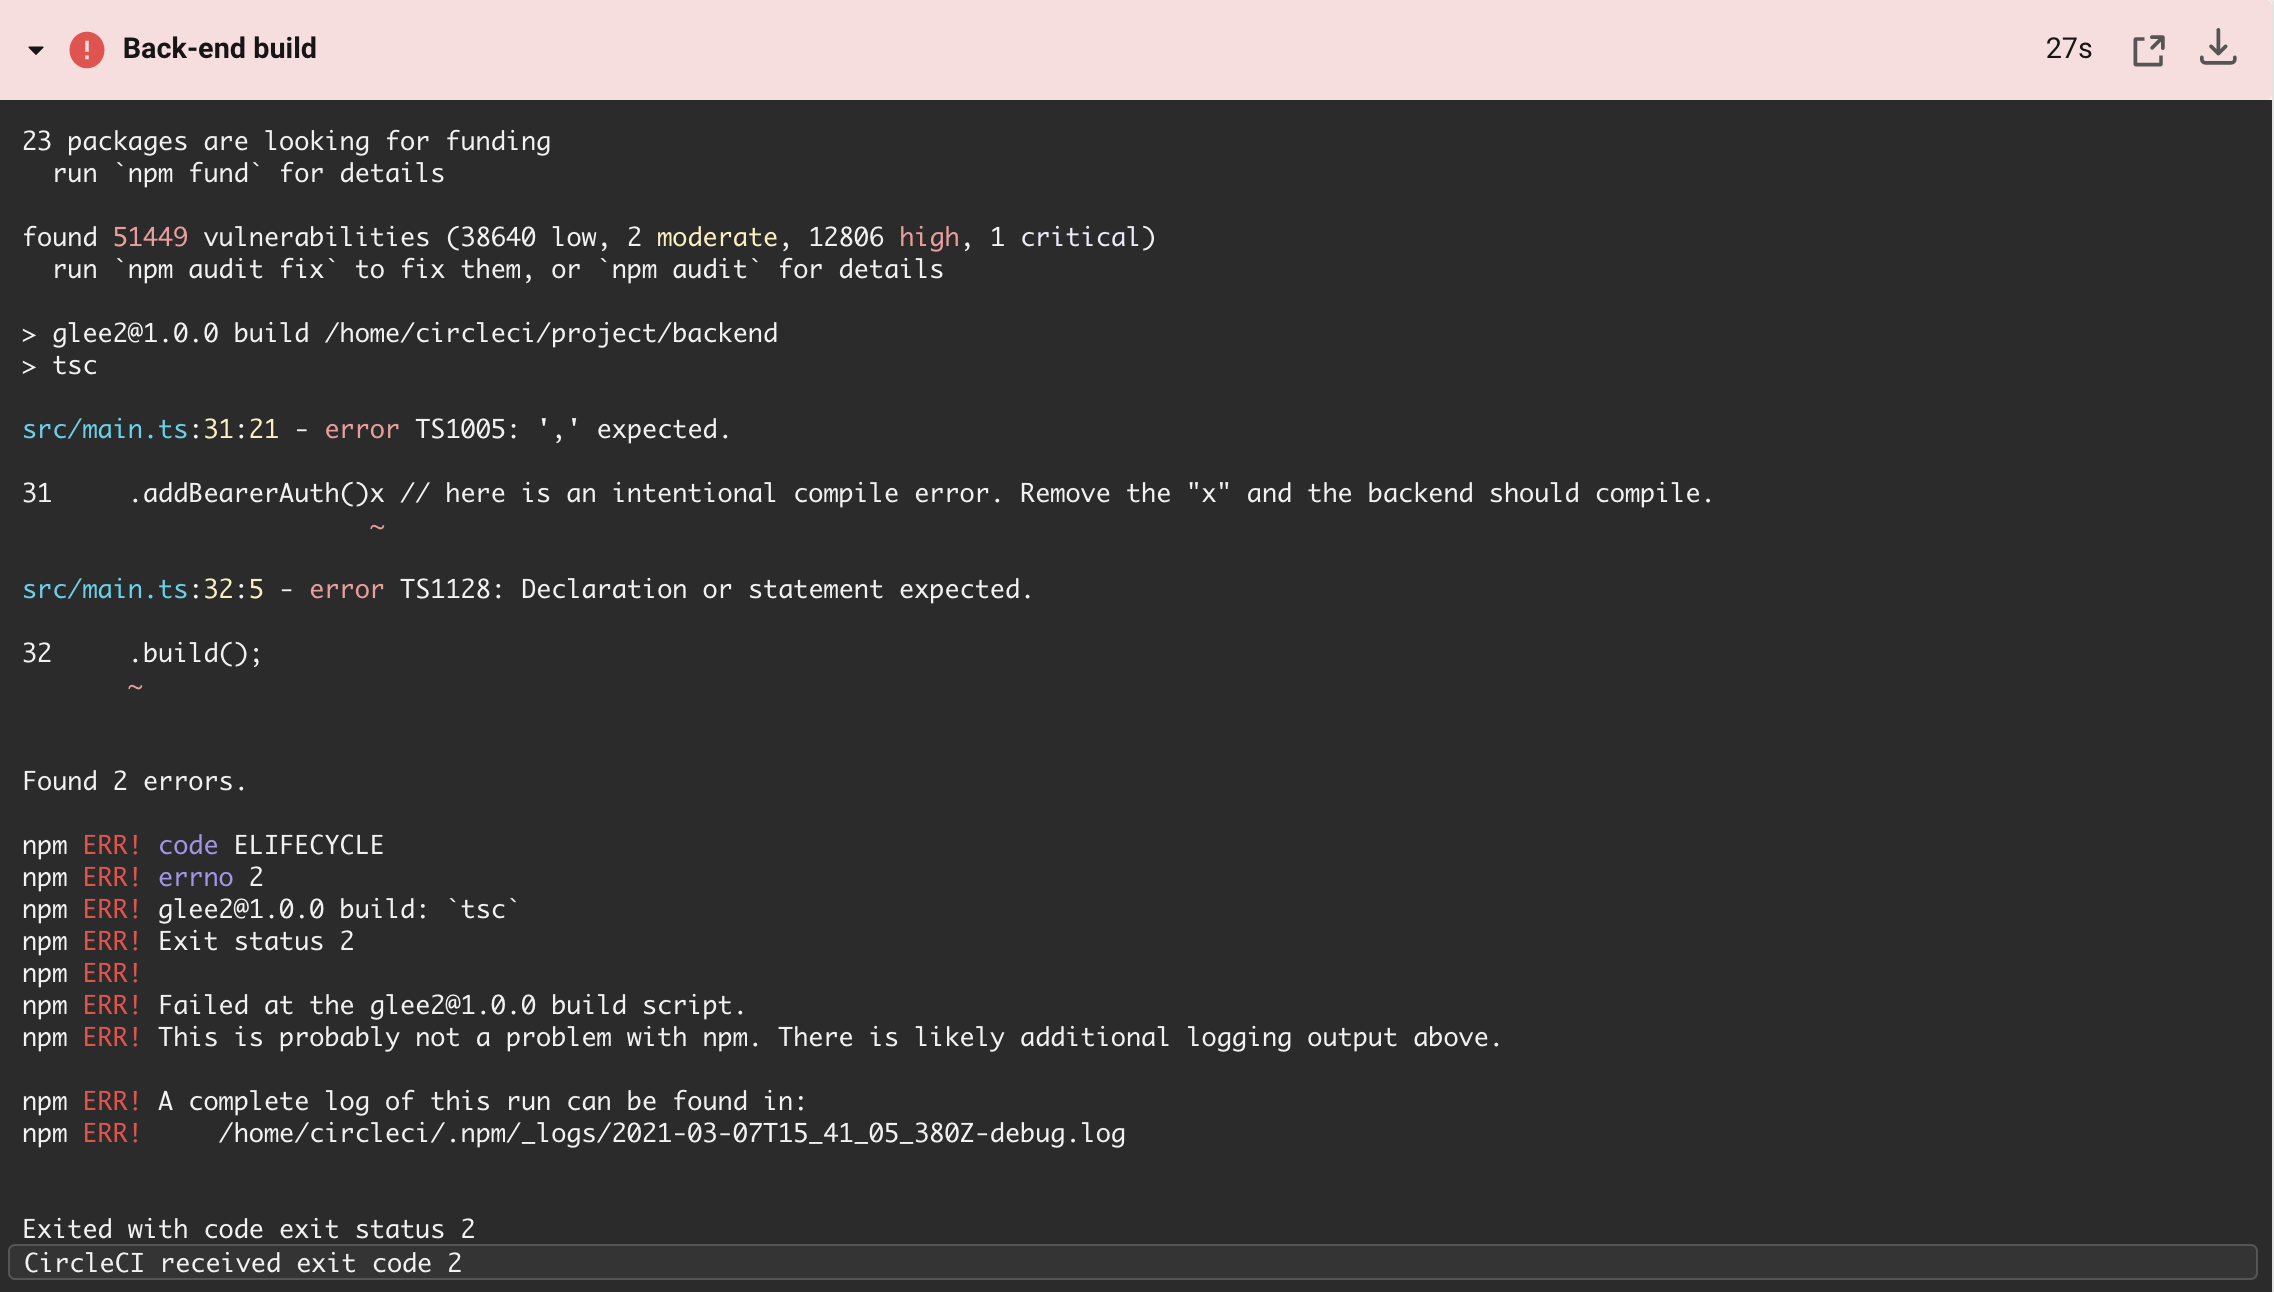 Back-end build
27s
23 packages are looking for funding
  run `npm fund` for details
found 51449 vulnerabilities (38640 low, 2 moderate, 12806 high, 1 critical)
  run `npm audit fix` to fix them, or `npm audit` for details
> glee2@1.0.0 build /home/circleci/project/backend
> tsc
src/main.ts:31:21 - error TS1005: ',' expected.
31     .addBearerAuth()x // here is an intentional compile error. Remove the "x" and the backend should compile.
                       ~
src/main.ts:32:5 - error TS1128: Declaration or statement expected.
32     .build();
       ~
Found 2 errors.
npm ERR! code ELIFECYCLE
npm ERR! errno 2
npm ERR! glee2@1.0.0 build: `tsc`
npm ERR! Exit status 2
npm ERR!
npm ERR! Failed at the glee2@1.0.0 build script.
npm ERR! This is probably not a problem with npm. There is likely additional logging output above.
npm ERR! A complete log of this run can be found in:
npm ERR!     /home/circleci/.npm/_logs/2021-03-07T15_41_05_380Z-debug.log
Exited with code exit status 2
CircleCI received exit code 2